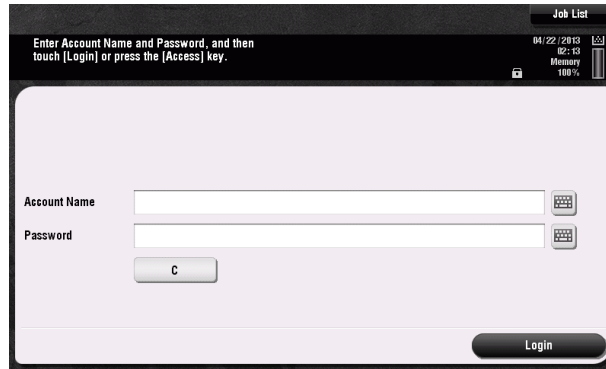 Job List
Enter Account Name and Password, and then
touch [Login] or press the [Access] key.
04/22/2013
02:13
Memory
100%
Account Name
Password
C
Login